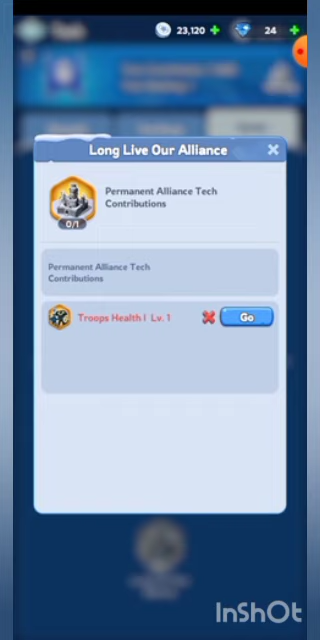 23,120
24
Long Live Our Alliance
Permanent Alliance Tech
Contributions
0/1
Permanent Alliance Tech
Contributions
Troops Health I Lv. 1
Go
InShOt